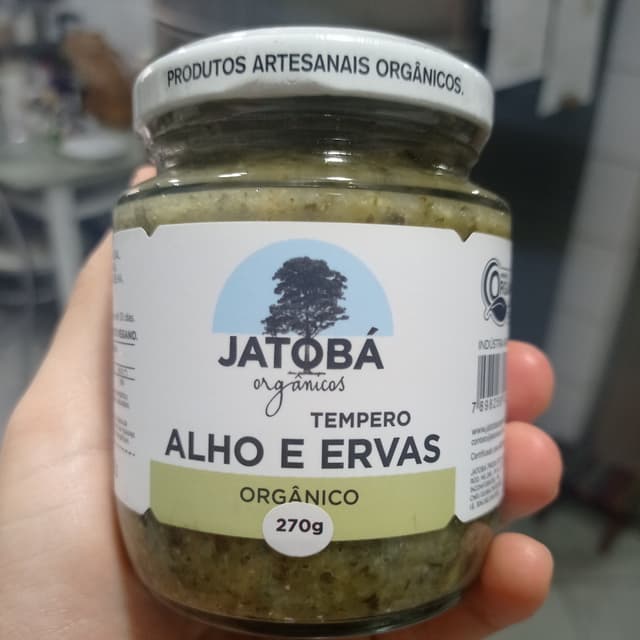 PRODUTOS ARTESANAIS ORGÂNICOS.
JATOBÁ
orgânicos
TEMPERO
ALHO E ERVAS
ORGÂNICO
270g